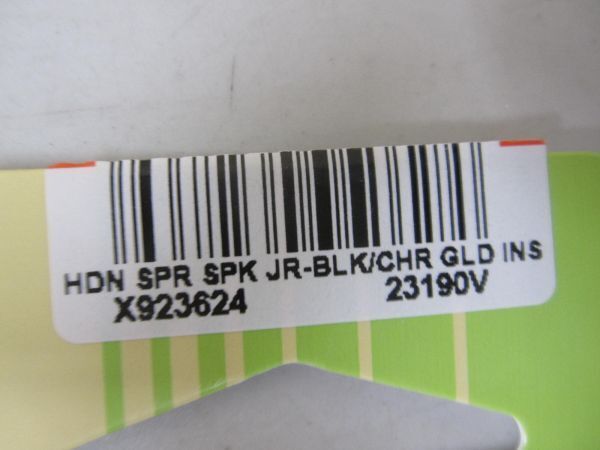 HDN SPR SPK JR-BLK/CHR GLD INS
X923624 23190V